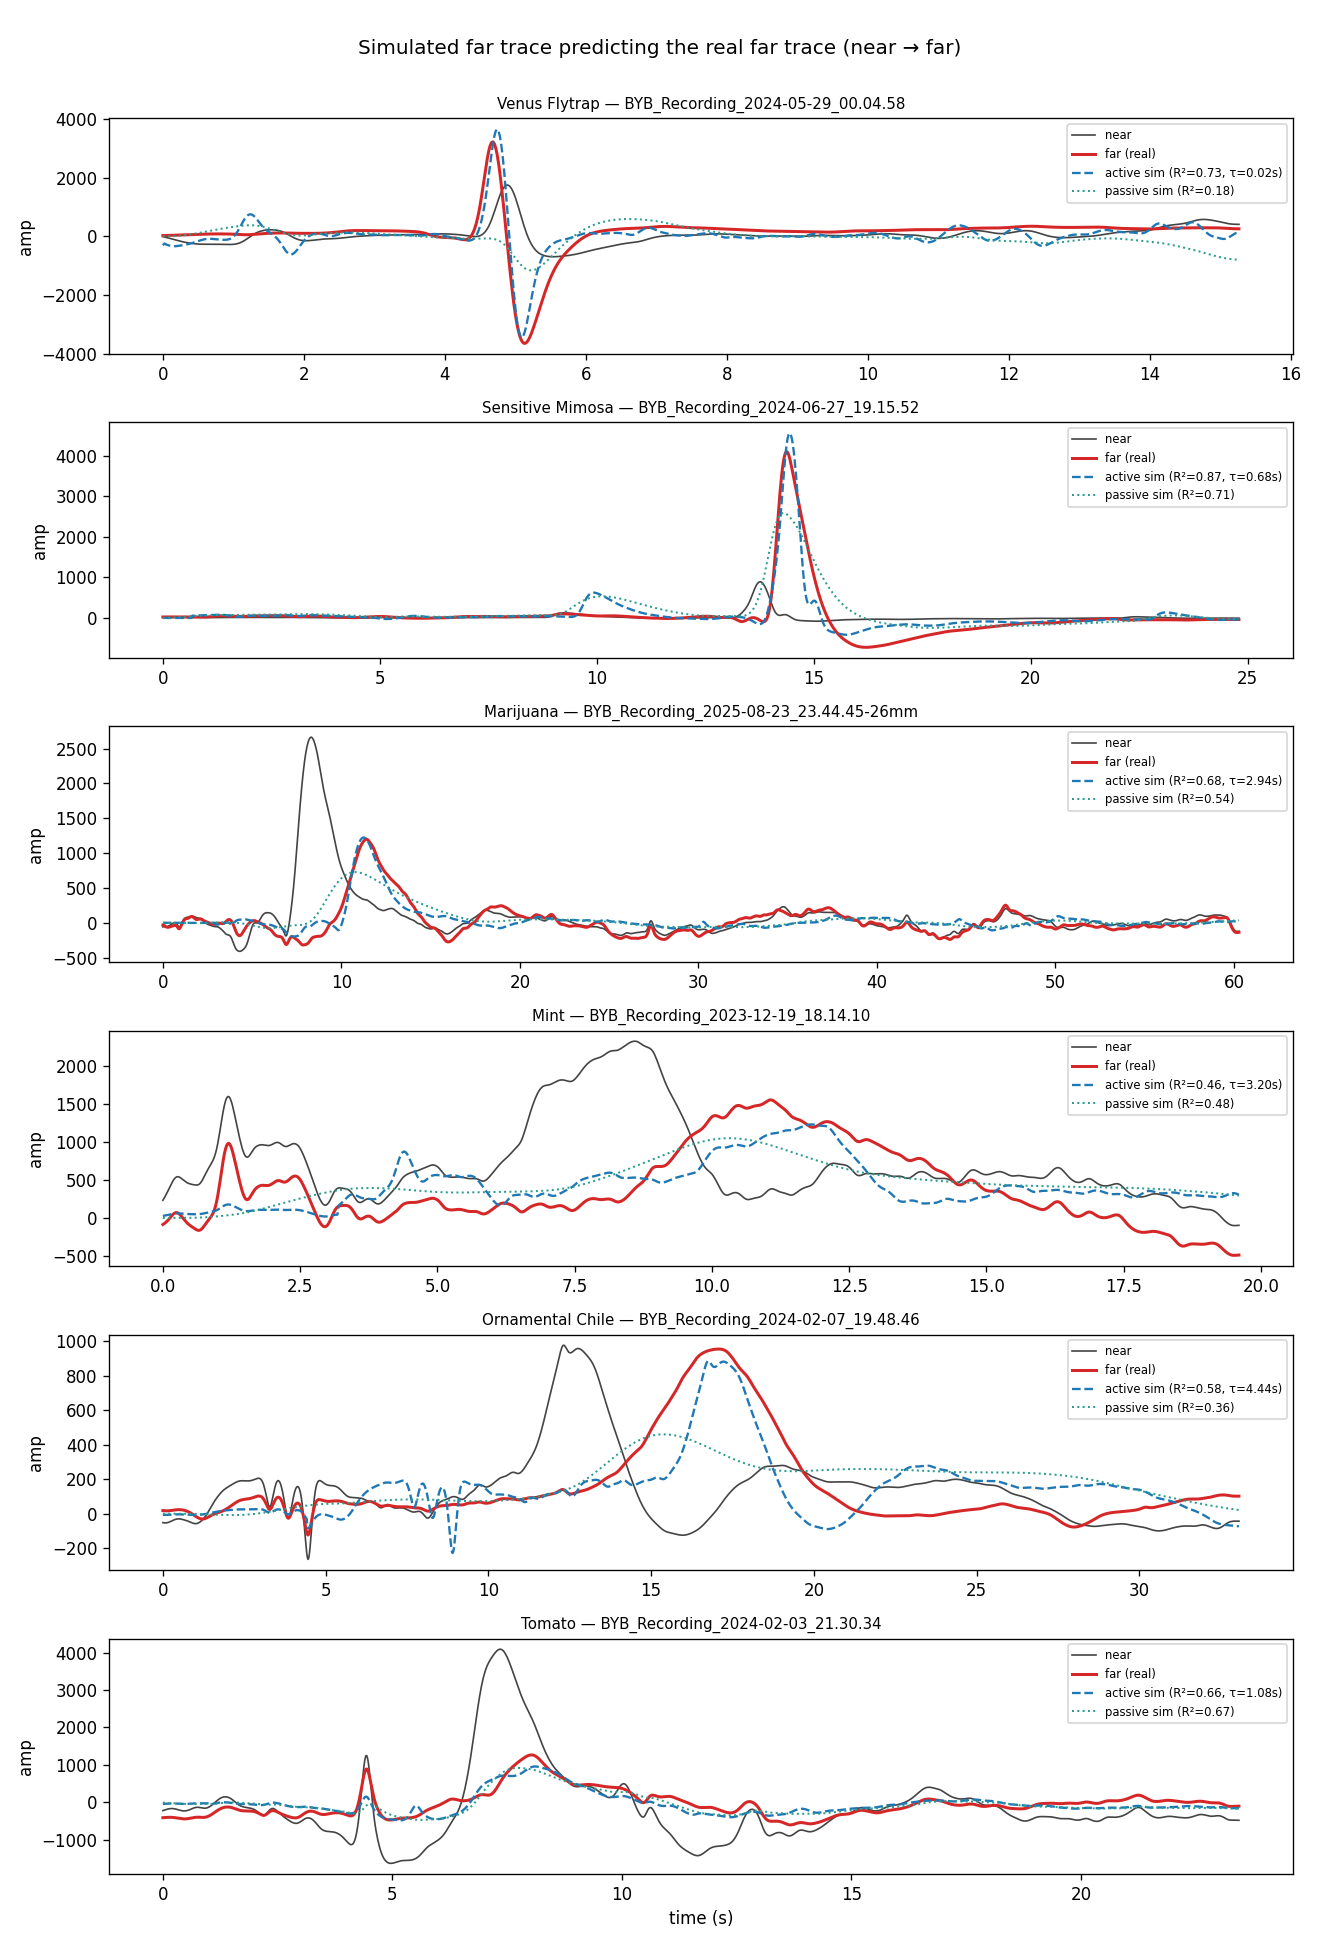 Simulated far trace predicting the real far trace (near → far)
Venus Flytrap — BYB_Recording_2024-05-29_00.04.58
4000
2000
0
−2000
−4000
amp
near
far (real)
active sim (R²=0.73, τ=0.02s)
passive sim (R²=0.18)
0 2 4 6 8 10 12 14 16
Sensitive Mimosa — BYB_Recording_2024-06-27_19.15.52
4000
3000
2000
1000
0
amp
near
far (real)
active sim (R²=0.87, τ=0.68s)
passive sim (R²=0.71)
0 5 10 15 20 25
Marijuana — BYB_Recording_2025-08-23_23.44.45-26mm
2500
2000
1500
1000
500
0
−500
amp
near
far (real)
active sim (R²=0.68, τ=2.94s)
passive sim (R²=0.54)
0 10 20 30 40 50 60
Mint — BYB_Recording_2023-12-19_18.14.10
2000
1500
1000
500
0
−500
amp
near
far (real)
active sim (R²=0.46, τ=3.20s)
passive sim (R²=0.48)
0.0 2.5 5.0 7.5 10.0 12.5 15.0 17.5 20.0
Ornamental Chile — BYB_Recording_2024-02-07_19.48.46
1000
800
600
400
200
0
−200
amp
near
far (real)
active sim (R²=0.58, τ=4.44s)
passive sim (R²=0.36)
0 5 10 15 20 25 30
Tomato — BYB_Recording_2024-02-03_21.30.34
4000
3000
2000
1000
0
−1000
amp
near
far (real)
active sim (R²=0.66, τ=1.08s)
passive sim (R²=0.67)
0 5 10 15 20
time (s)